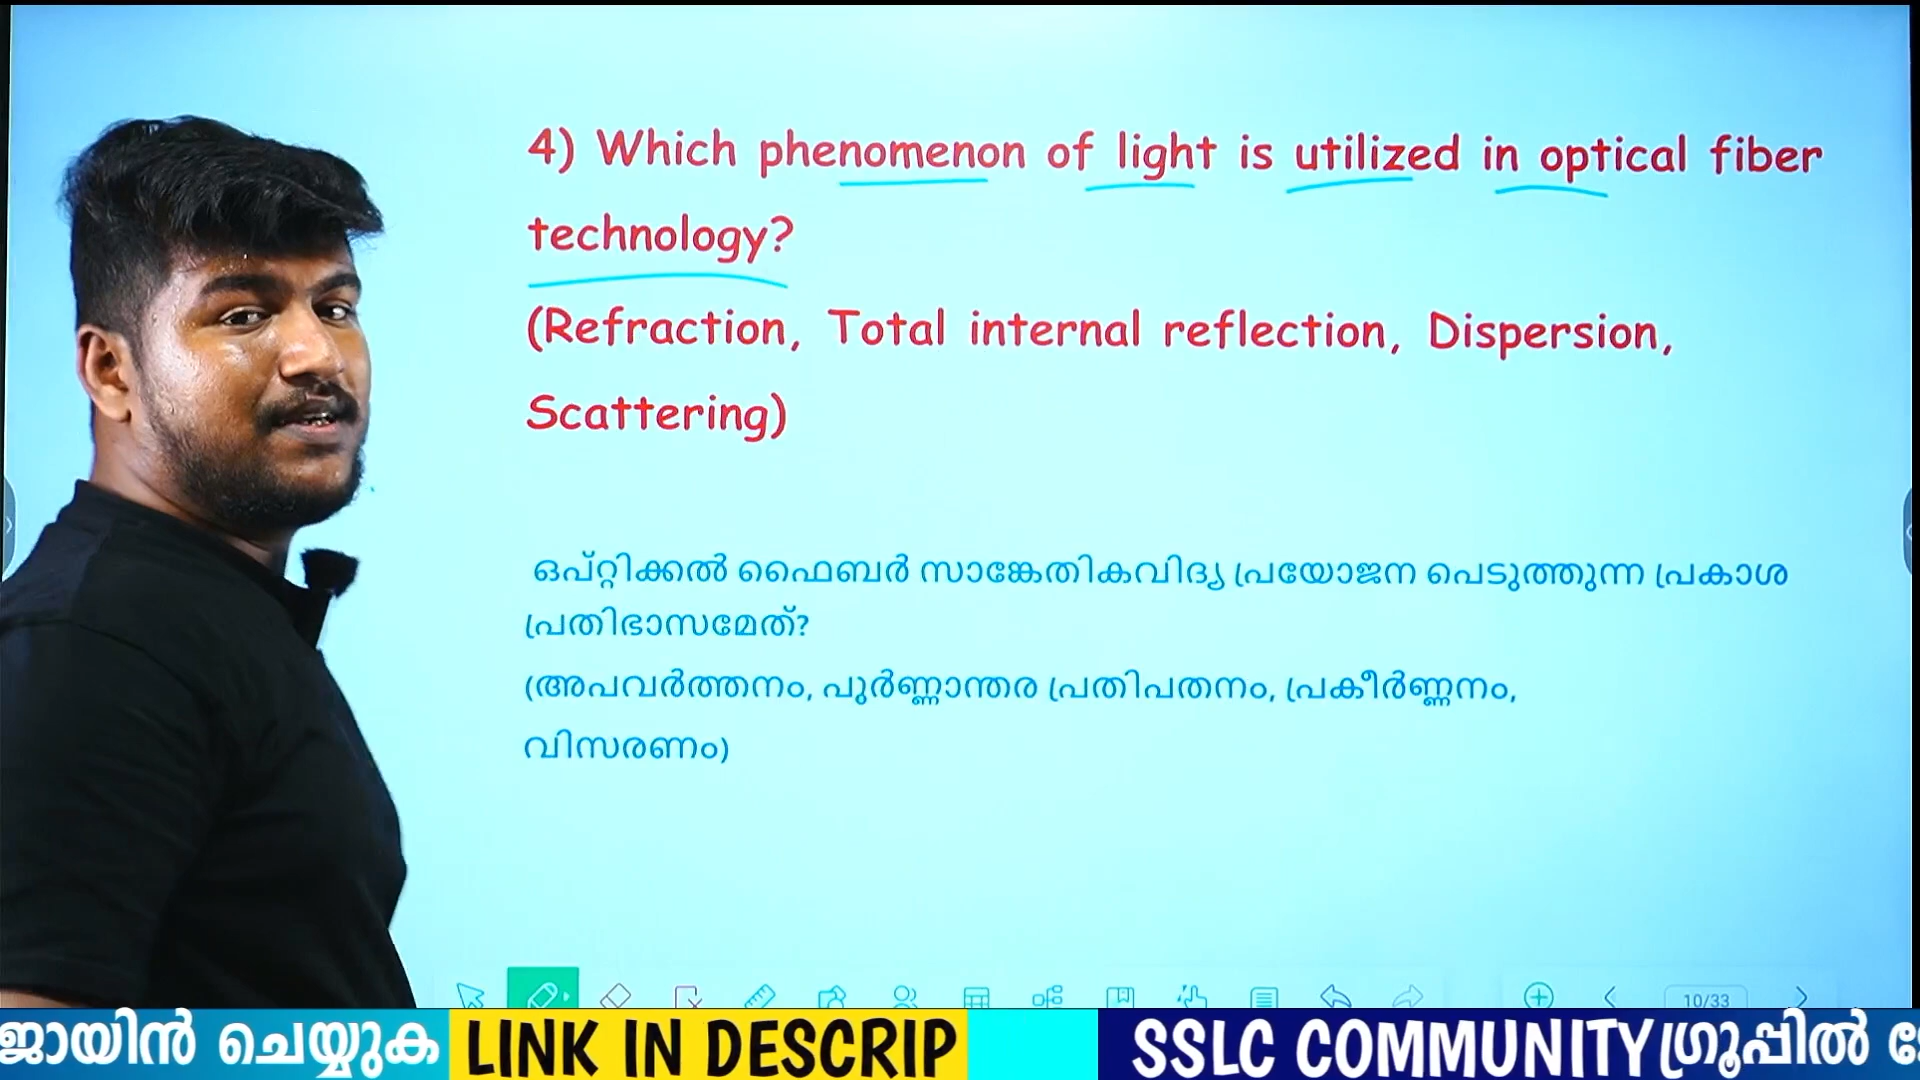 4) Which phenomenon of light is utilized in optical fiber
technology?
(Refraction, Total internal reflection, Dispersion,
Scattering)
ഒപ്റ്റിക്കൽ ഫൈബർ സാങ്കേതികവിദ്യ പ്രയോജന പെടുത്തുന്ന പ്രകാശ
പ്രതിഭാസമേത്?
(അപവർത്തനം, പുർണ്ണാന്തര പ്രതിപതനം, പ്രകീർണ്ണനം,
വിസരണം)
10/33
ജായിൻ ചെയ്യുക LINK IN DESCRIP SSLC COMMUNITY ഗ്രൂപ്പിൽ